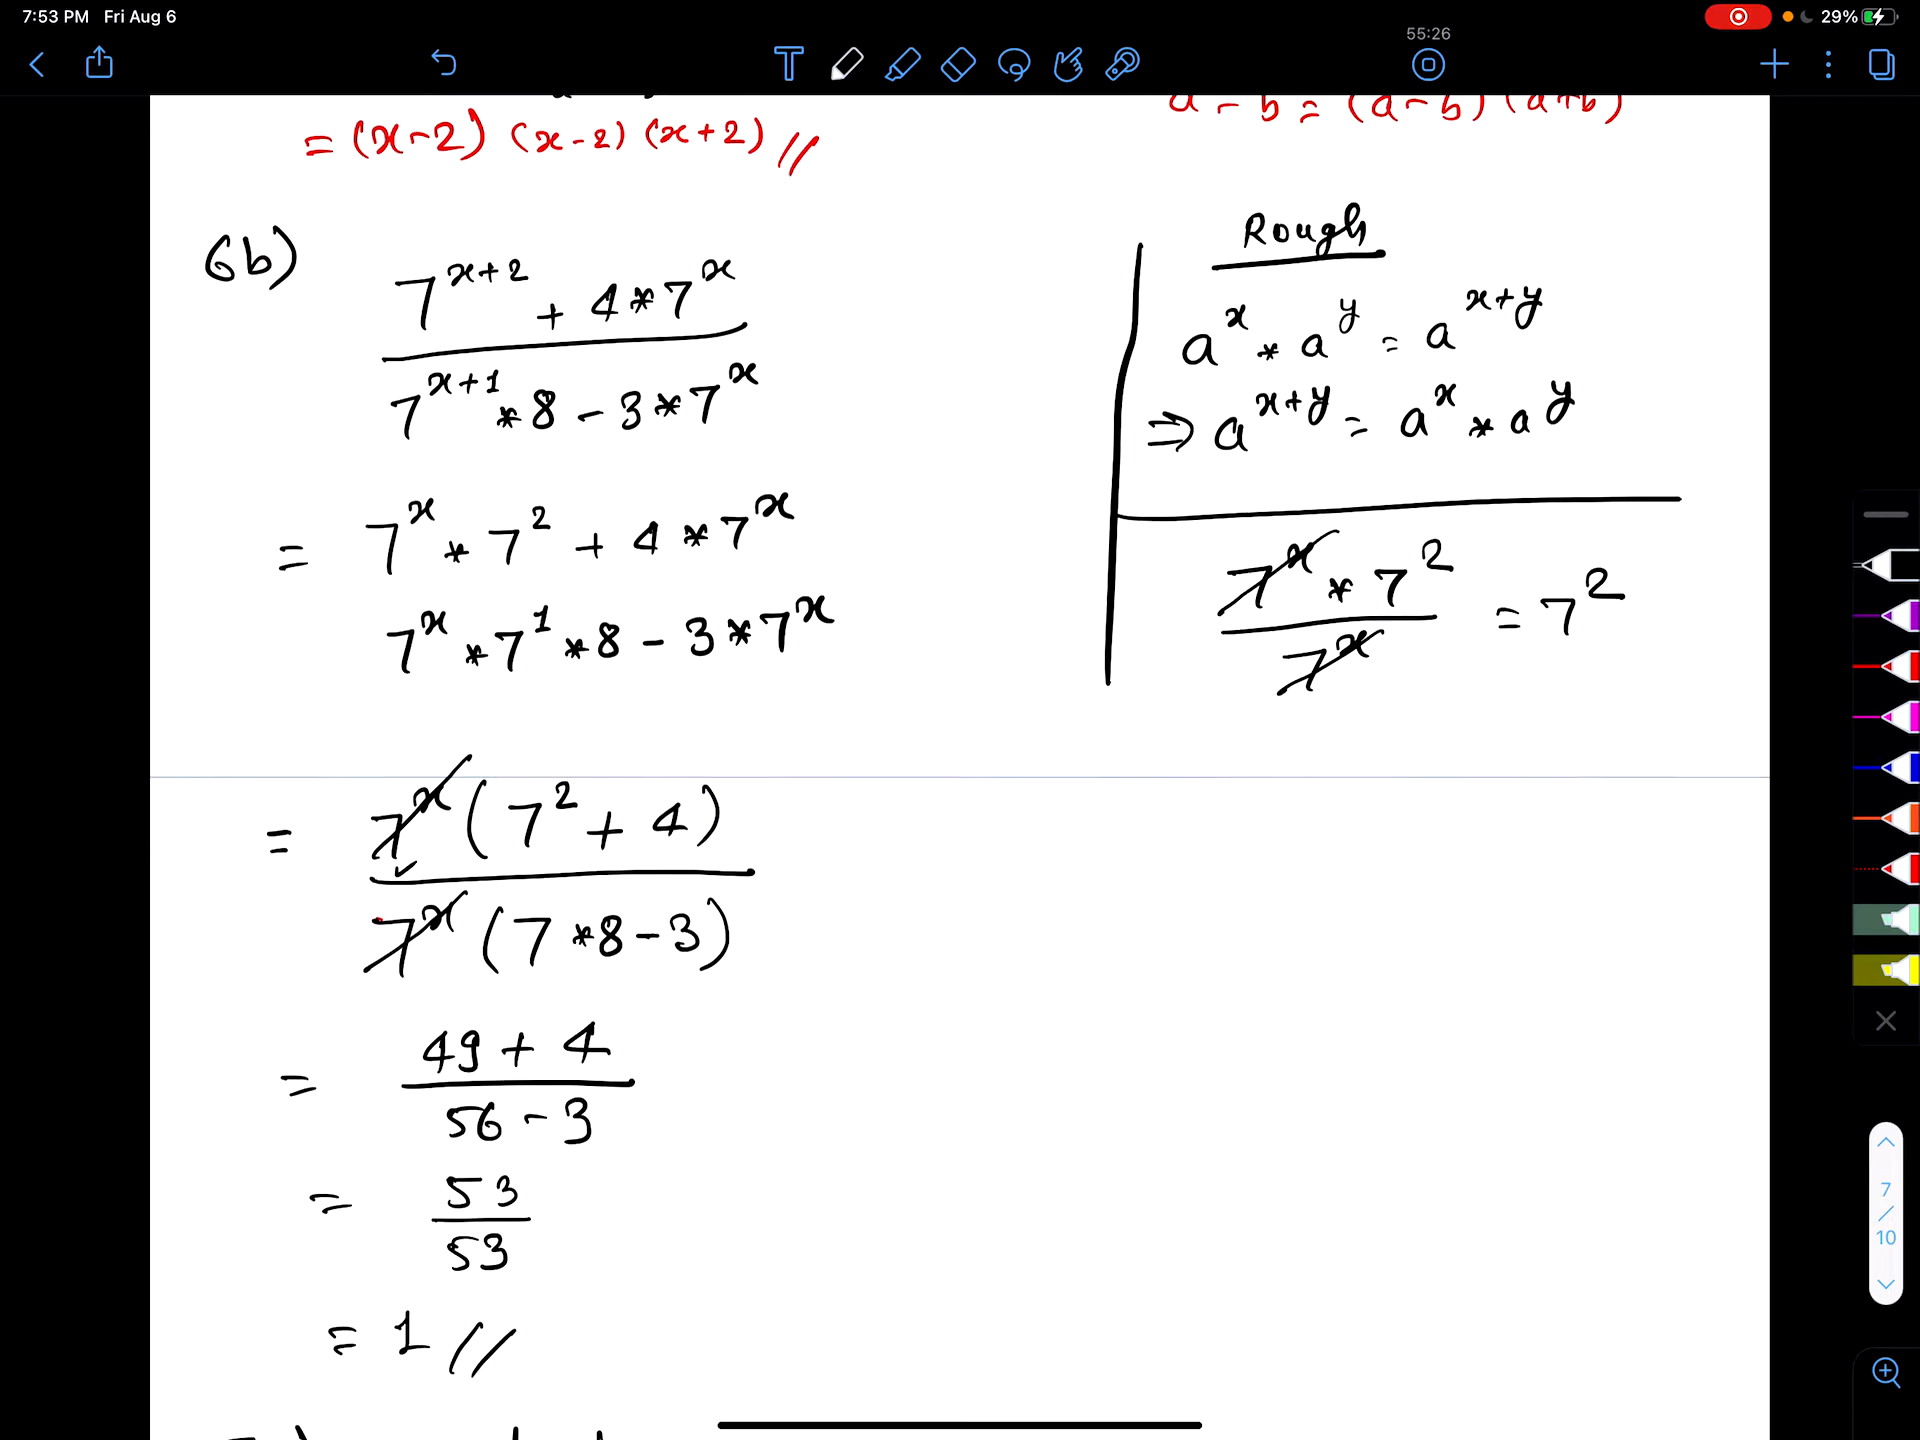 7:53 PM Fri Aug 6
29%
55:26
T
= (x-2) (x-2) (x+2) //
a - b = (a-b) (a+b)
6b)
7^(x+2) + 4*7^x
7^(x+1) * 8 - 3*7^x
= 7^x * 7^2 + 4 * 7^x
7^x * 7^1 * 8 - 3 * 7^x
= 7^x (7^2 + 4)
7^x (7 * 8 - 3)
= 49 + 4
56 - 3
= 53
53
= 1 //
Rough
a^x * a^y = a^(x+y)
⇒ a^(x+y) = a^x * a^y
7^x * 7^2
7^x
= 7^2
7
/
10